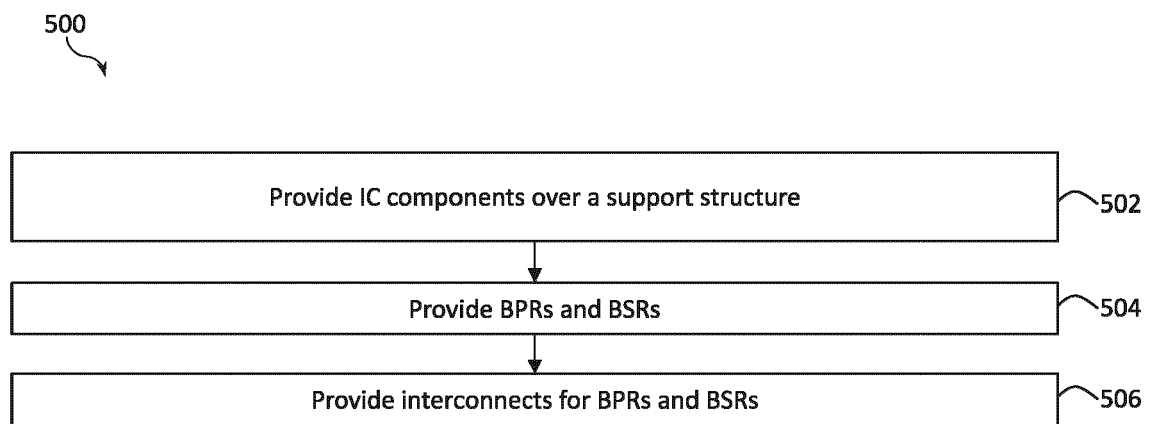 500
Provide IC components over a support structure
502
Provide BPRs and BSRs
504
Provide interconnects for BPRs and BSRs
506